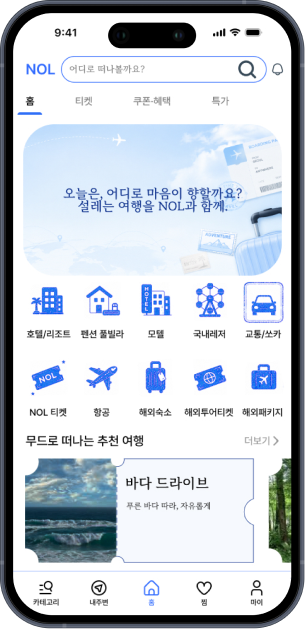 9:41
NOL
어디로 떠나볼까요?
홈 티켓 쿠폰·혜택 특가
오늘은, 어디로 마음이 향할까요?
설레는 여행을 NOL과 함께.
HOTEL
호텔/리조트 펜션 풀빌라 모텔 국내레저 교통/쏘카
NOL
NOL 티켓 항공 해외숙소 해외투어티켓 해외패키지
무드로 떠나는 추천 여행 더보기
바다 드라이브
푸른 바다 따라, 자유롭게
카테고리 내주변 홈 찜 마이